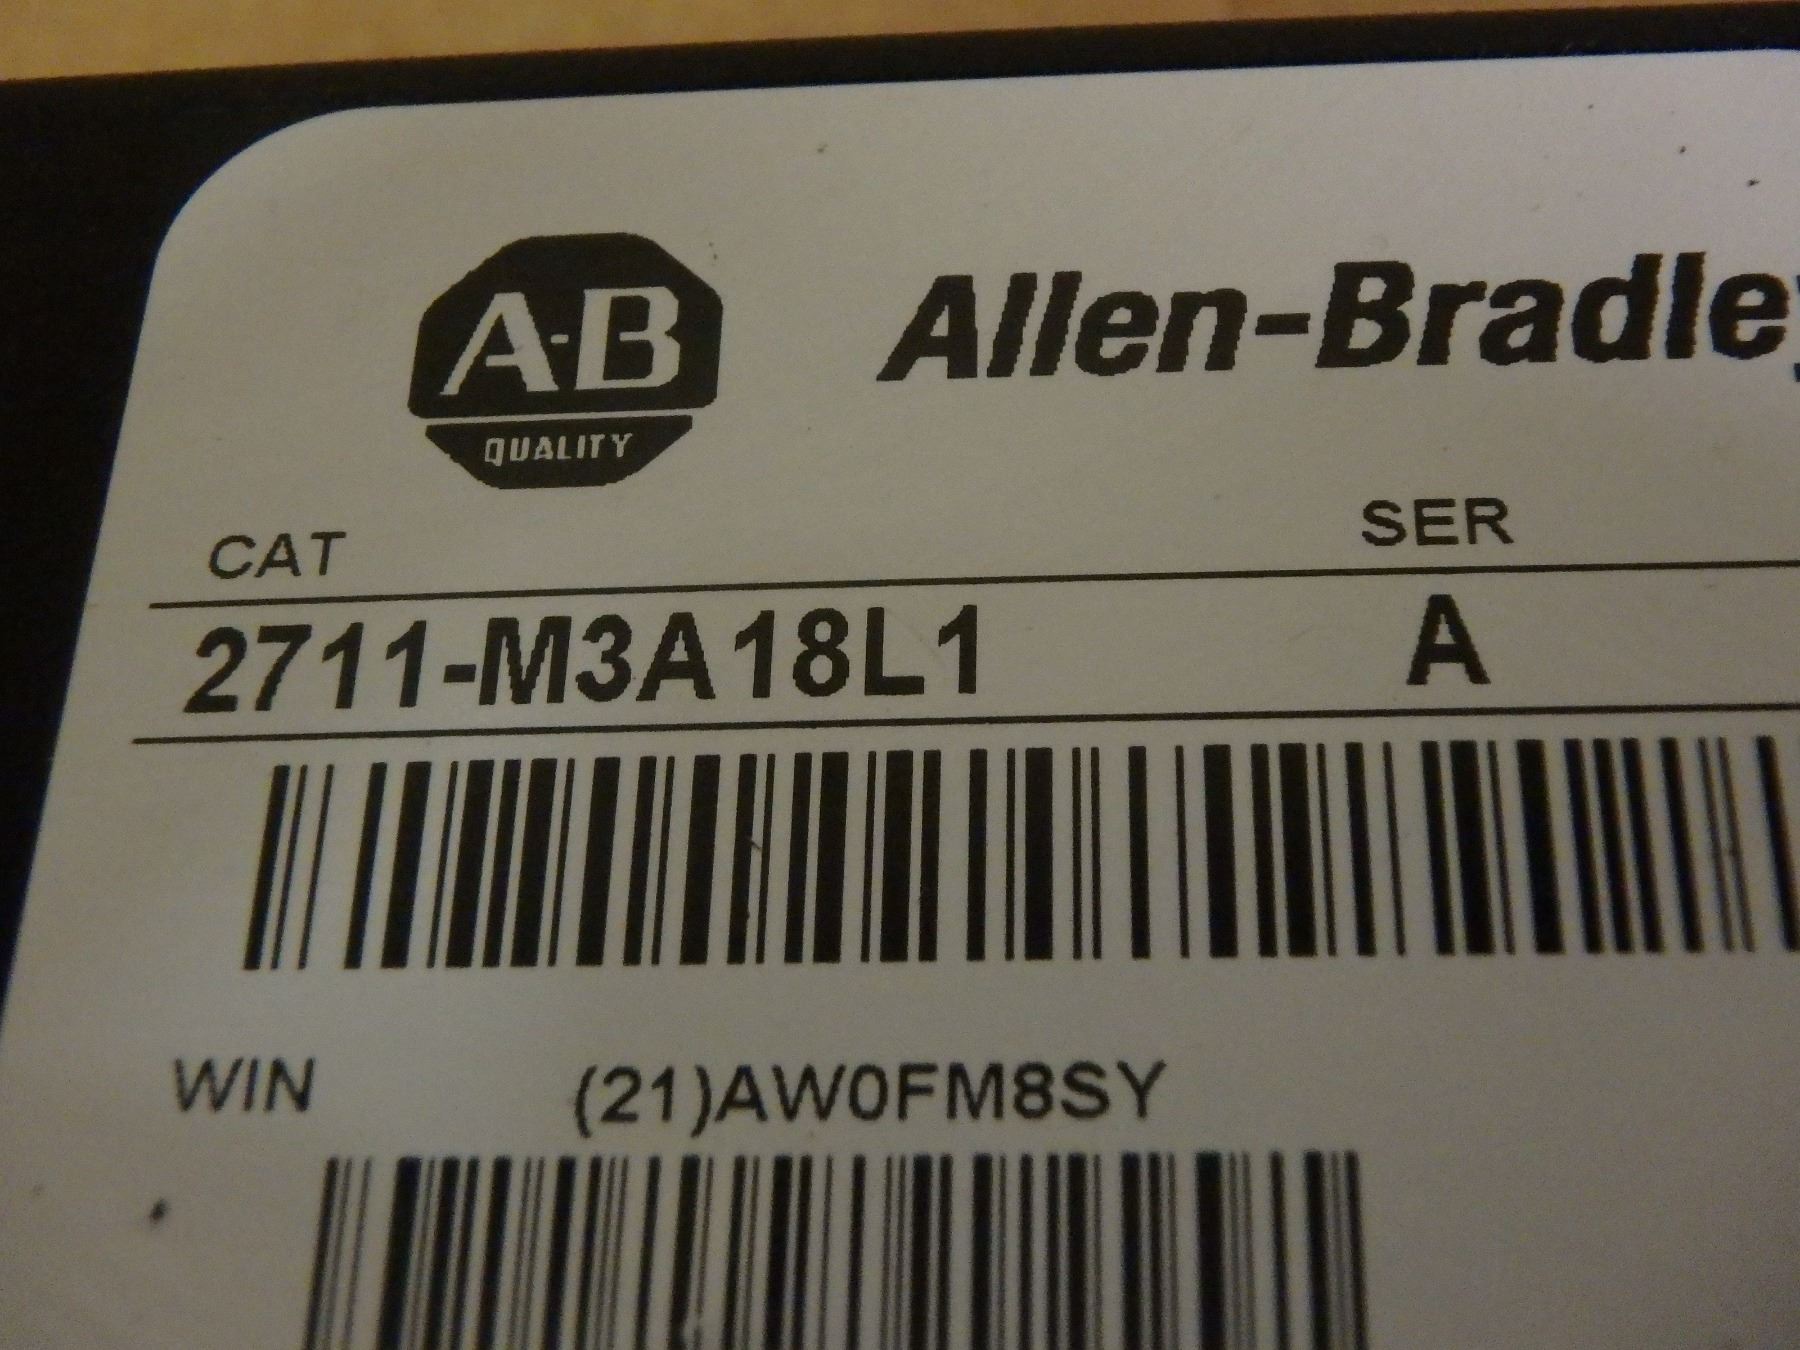 A-B
QUALITY
Allen-Bradley
CAT SER
2711-M3A18L1 A
WIN (21)AW0FM8SY